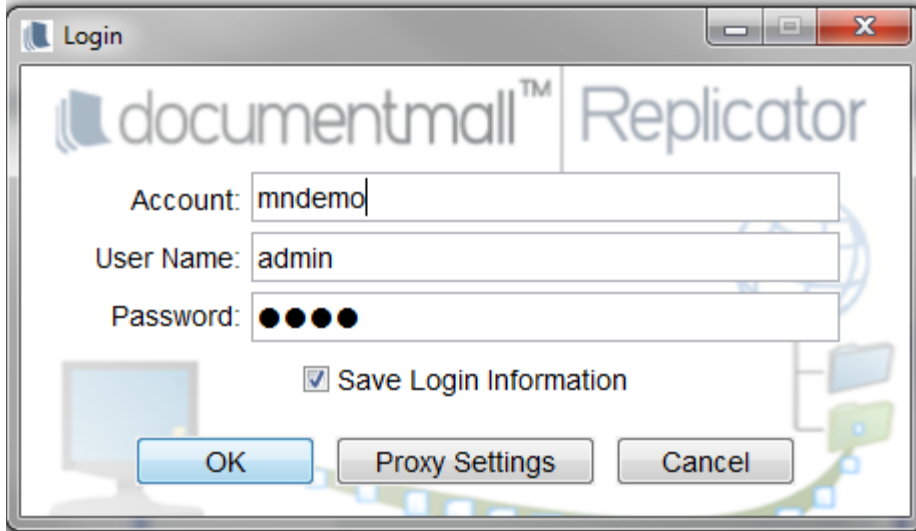 Login
documentmall™ Replicator
Account: mndemo
User Name: admin
Password: ●●●●
Save Login Information
OK Proxy Settings Cancel